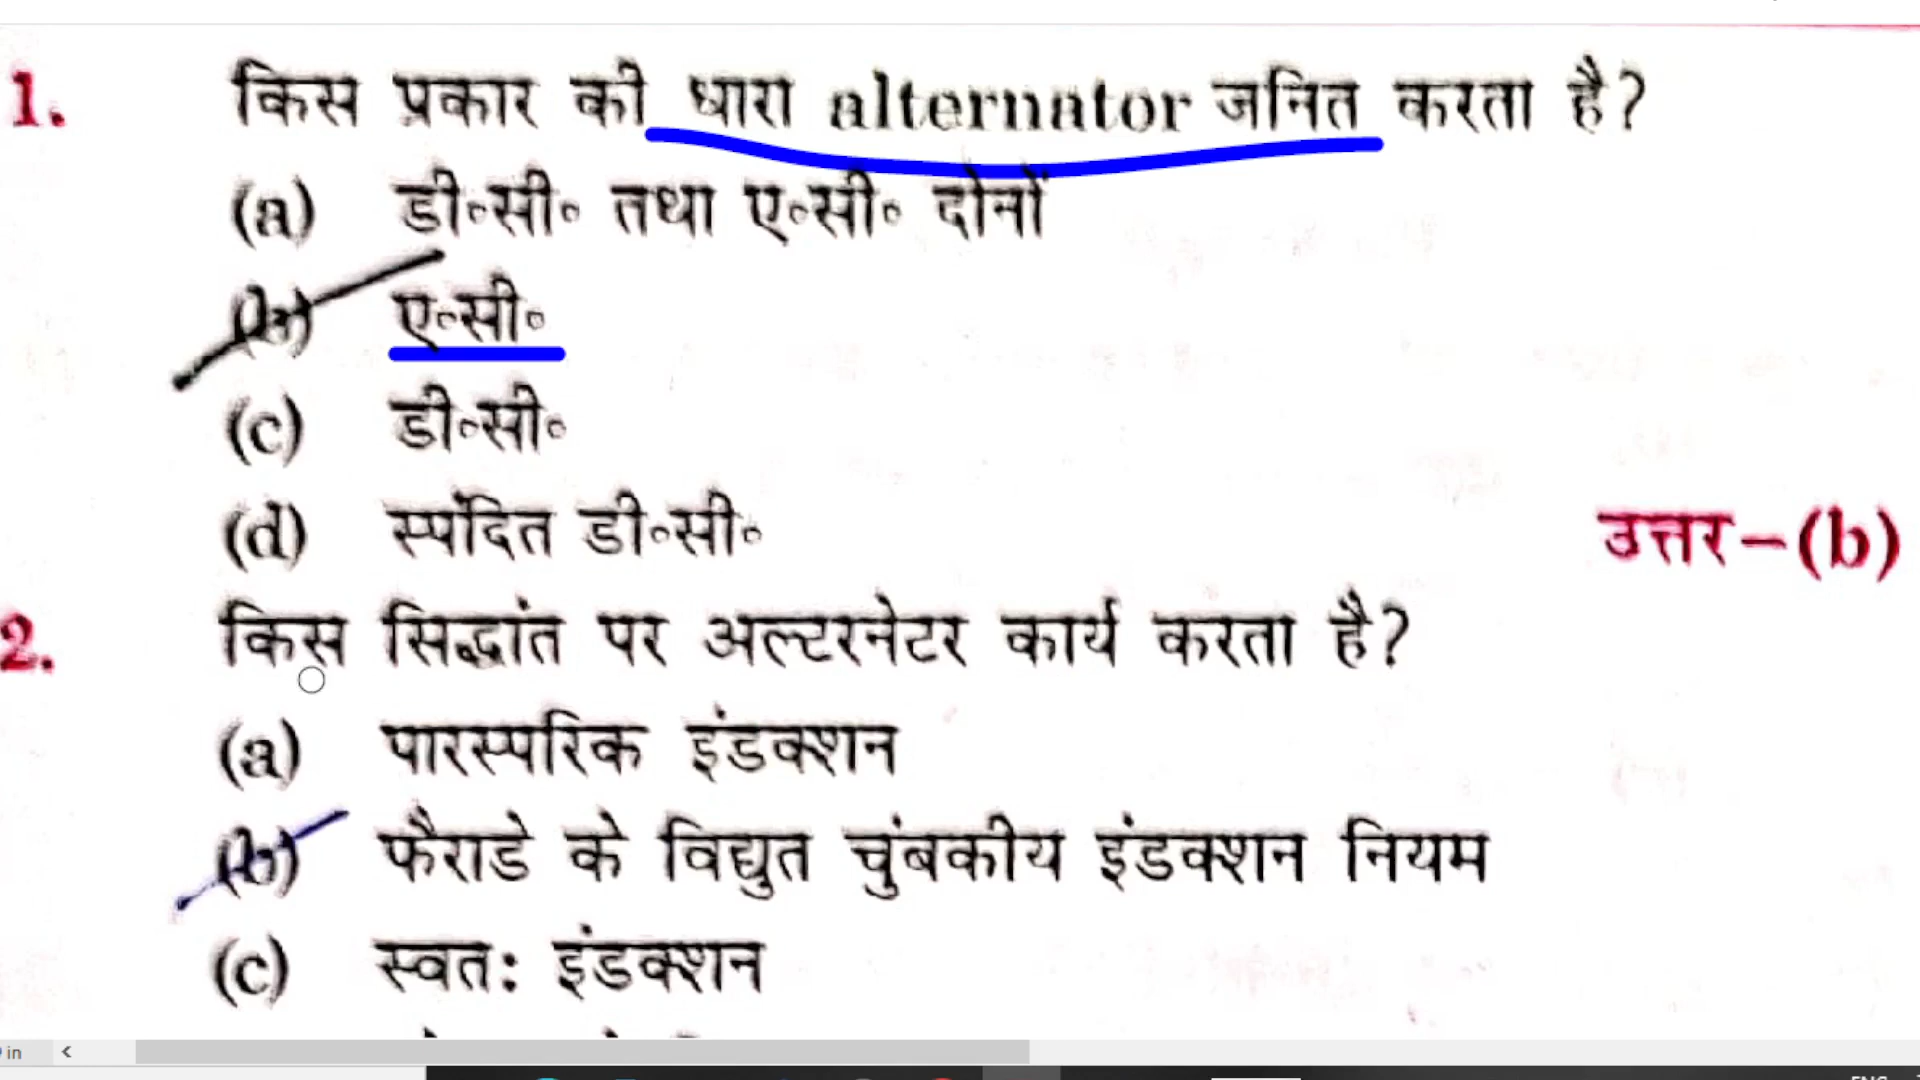 1. किस प्रकार की धारा alternator जनित करता है?
(a) डी॰सी॰ तथा ए॰सी॰ दोनों
(b) ए॰सी॰
(c) डी॰सी॰
(d) स्पंदित डी॰सी॰
उत्तर–(b)
2. किस सिद्धांत पर अल्टरनेटर कार्य करता है?
(a) पारस्परिक इंडक्शन
(b) फैराडे के विद्युत चुंबकीय इंडक्शन नियम
(c) स्वतः इंडक्शन
in